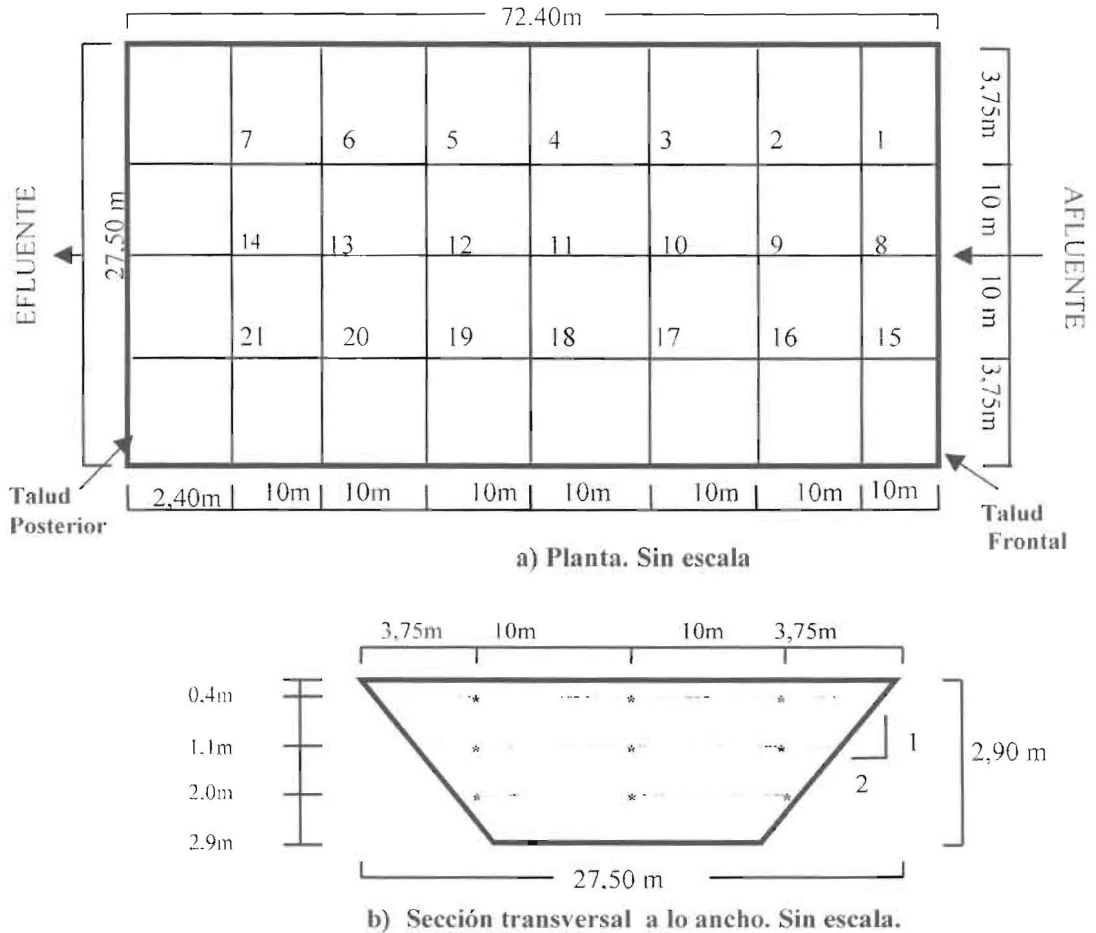 72.40m
7 6 5 4 3 2 1
14 13 12 11 10 9 8
21 20 19 18 17 16 15
EFLUENTE
27.50 m
3,75m
10 m
10 m
3,75m
AFLUENTE
Talud
Posterior
2,40m 10m 10m 10m 10m 10m 10m 10m
Talud
Frontal
a) Planta. Sin escala
3,75m 10m 10m 3,75m
0.4m
1.1m
2.0m
2.9m
1
2
2,90 m
27,50 m
b) Sección transversal a lo ancho. Sin escala.